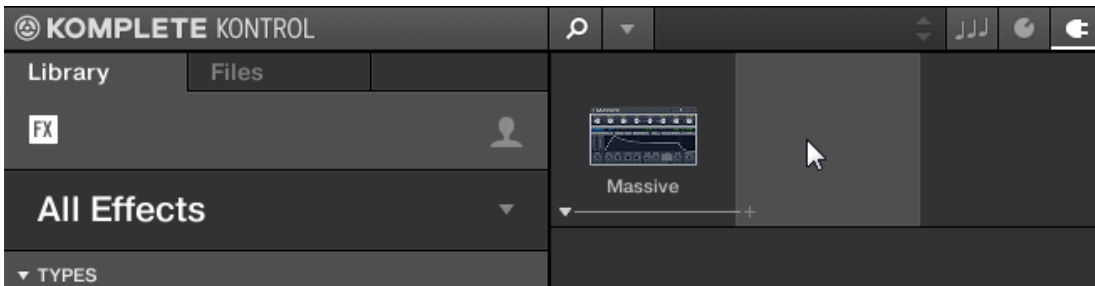 KOMPLETE KONTROL
Library
Files
FX
All Effects
TYPES
Massive